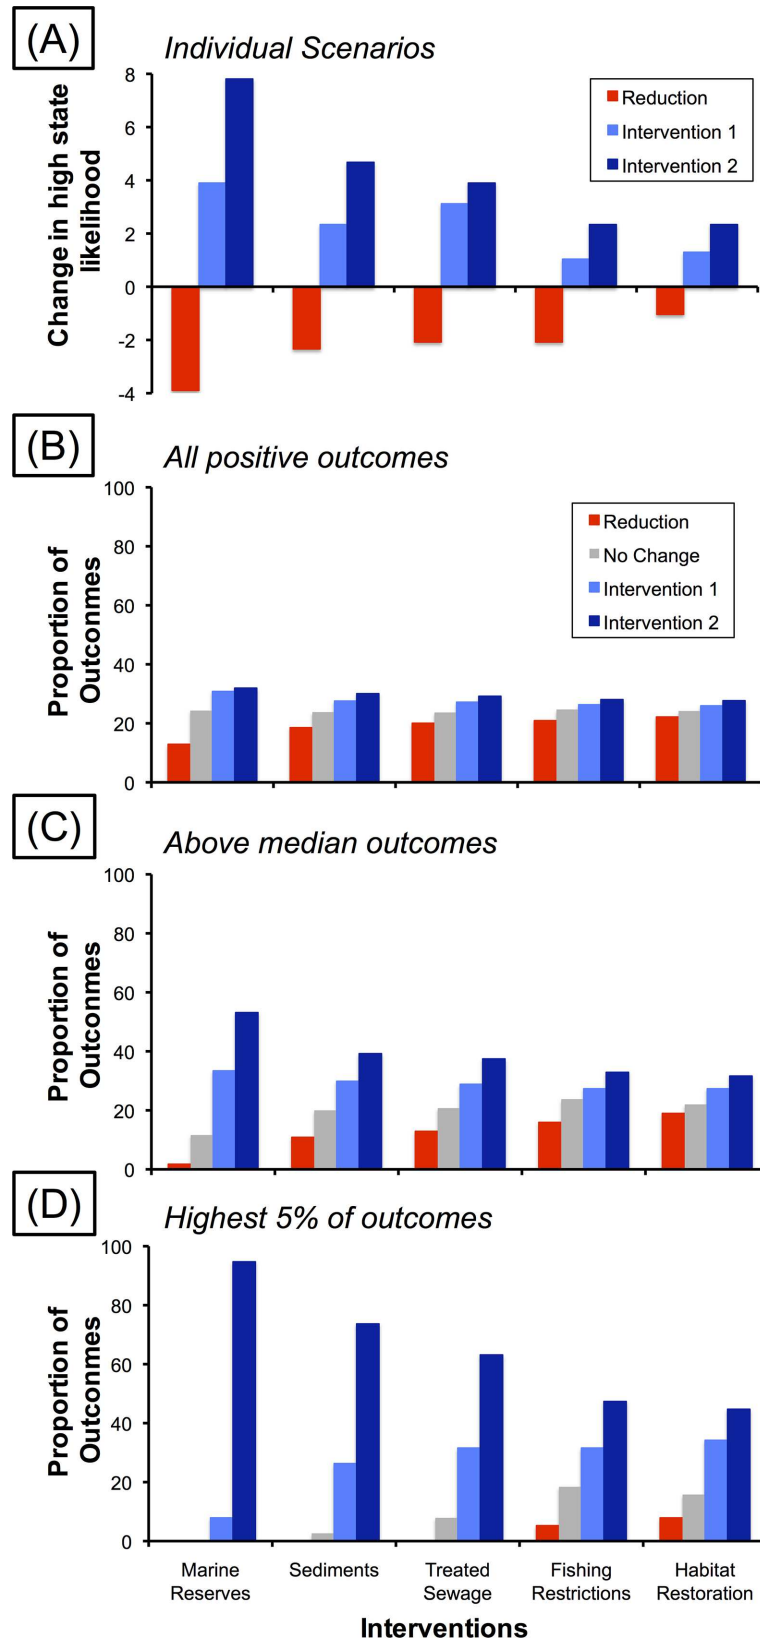 (A)
Individual Scenarios
Change in high state
likelihood
8
6
4
2
0
-2
-4
Reduction
Intervention 1
Intervention 2
(B)
All positive outcomes
Proportion of
Outconmes
100
80
60
40
20
0
Reduction
No Change
Intervention 1
Intervention 2
(C)
Above median outcomes
Proportion of
Outconmes
100
80
60
40
20
0
(D)
Highest 5% of outcomes
Proportion of
Outconmes
100
80
60
40
20
0
Marine
Reserves
Sediments
Treated
Sewage
Fishing
Restrictions
Habitat
Restoration
Interventions